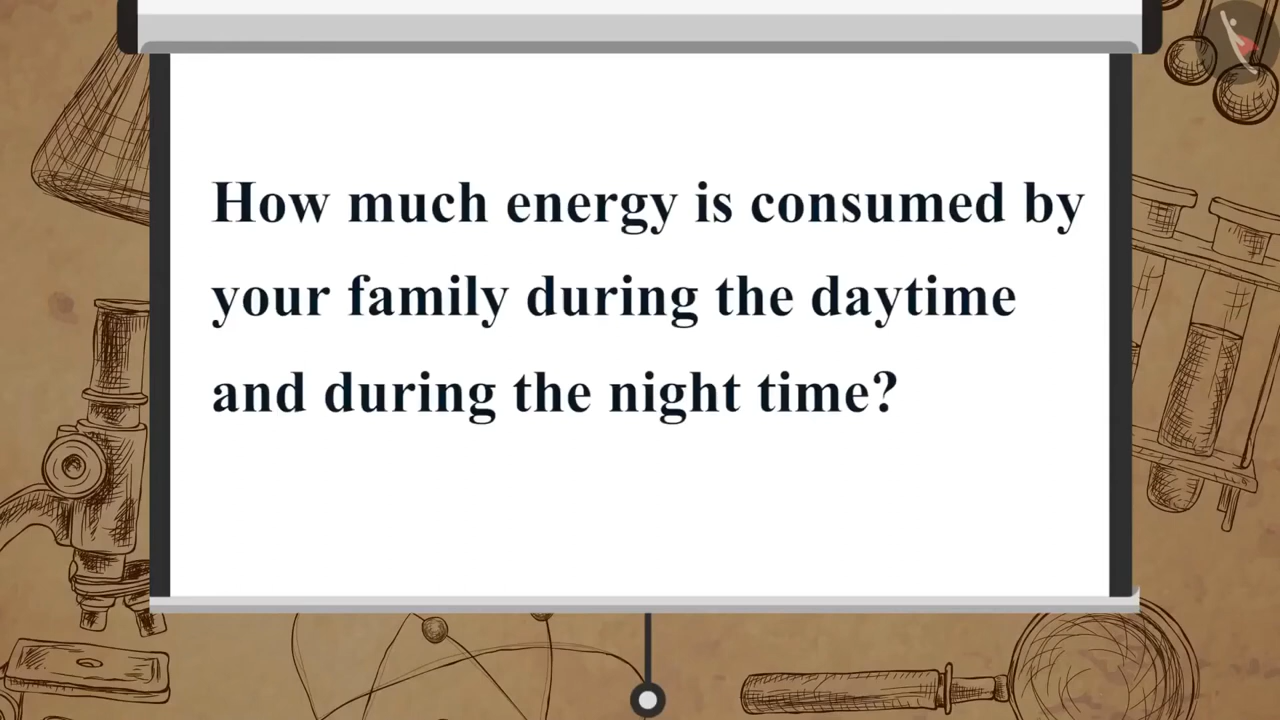 How much energy is consumed by
your family during the daytime
and during the night time?